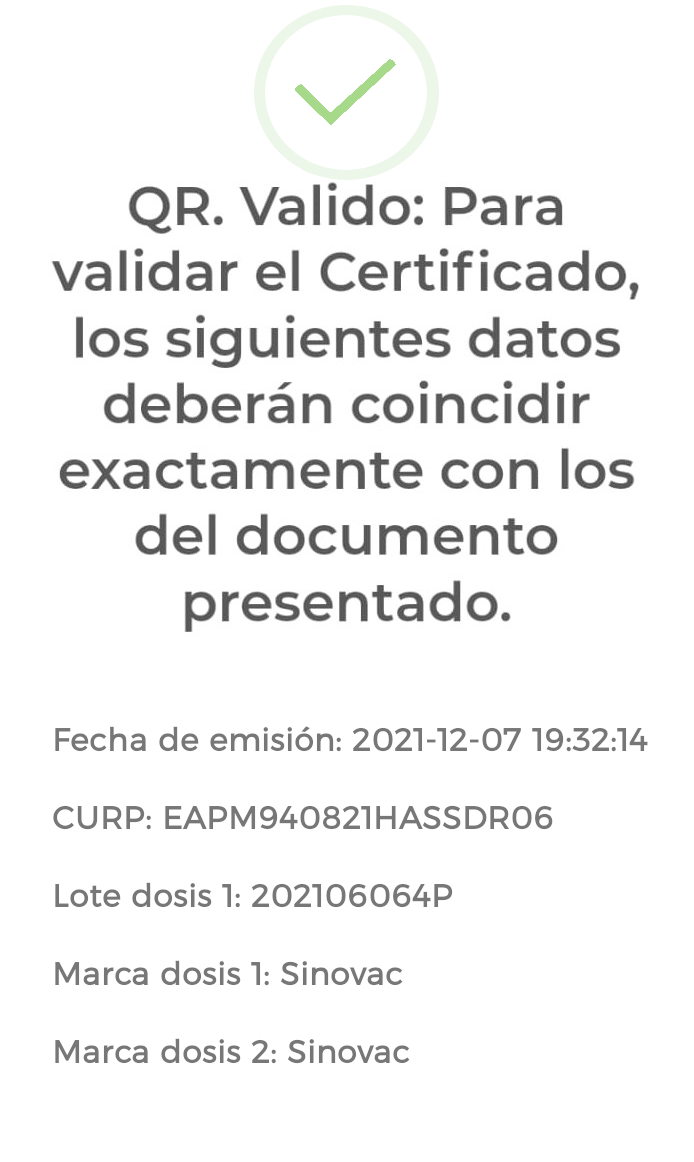 QR. Valido: Para
validar el Certificado,
los siguientes datos
deberán coincidir
exactamente con los
del documento
presentado.
Fecha de emisión: 2021-12-07 19:32:14
CURP: EAPM940821HASSDR06
Lote dosis 1: 202106064P
Marca dosis 1: Sinovac
Marca dosis 2: Sinovac